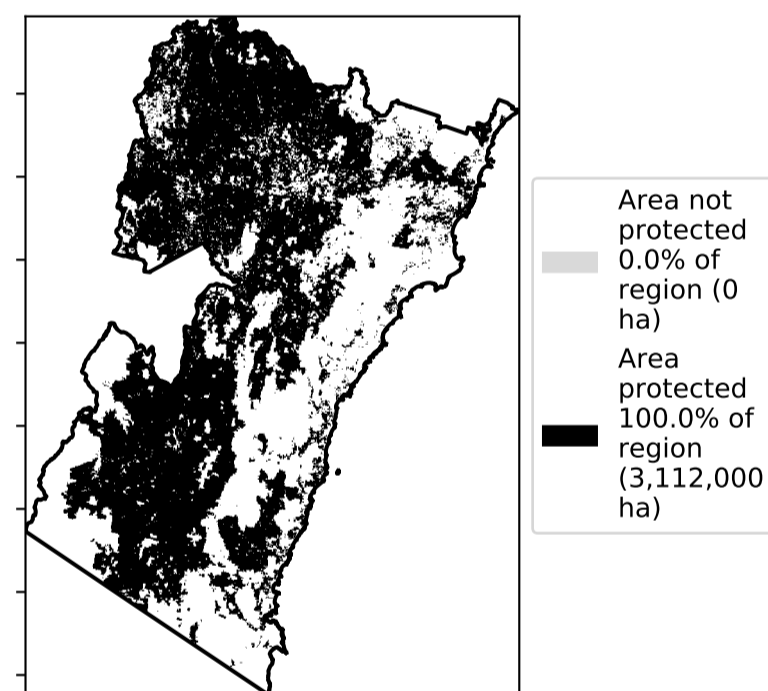 Area not
protected
0.0% of
region (0
ha)
Area
protected
100.0% of
region
(3,112,000
ha)